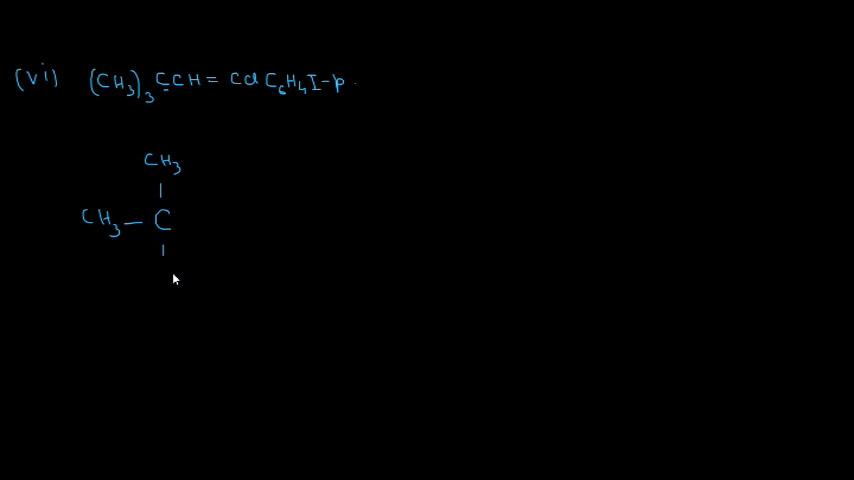 (vi) (CH₃)₃CCH = CClC₆H₄I-p.
CH₃
CH₃ – C